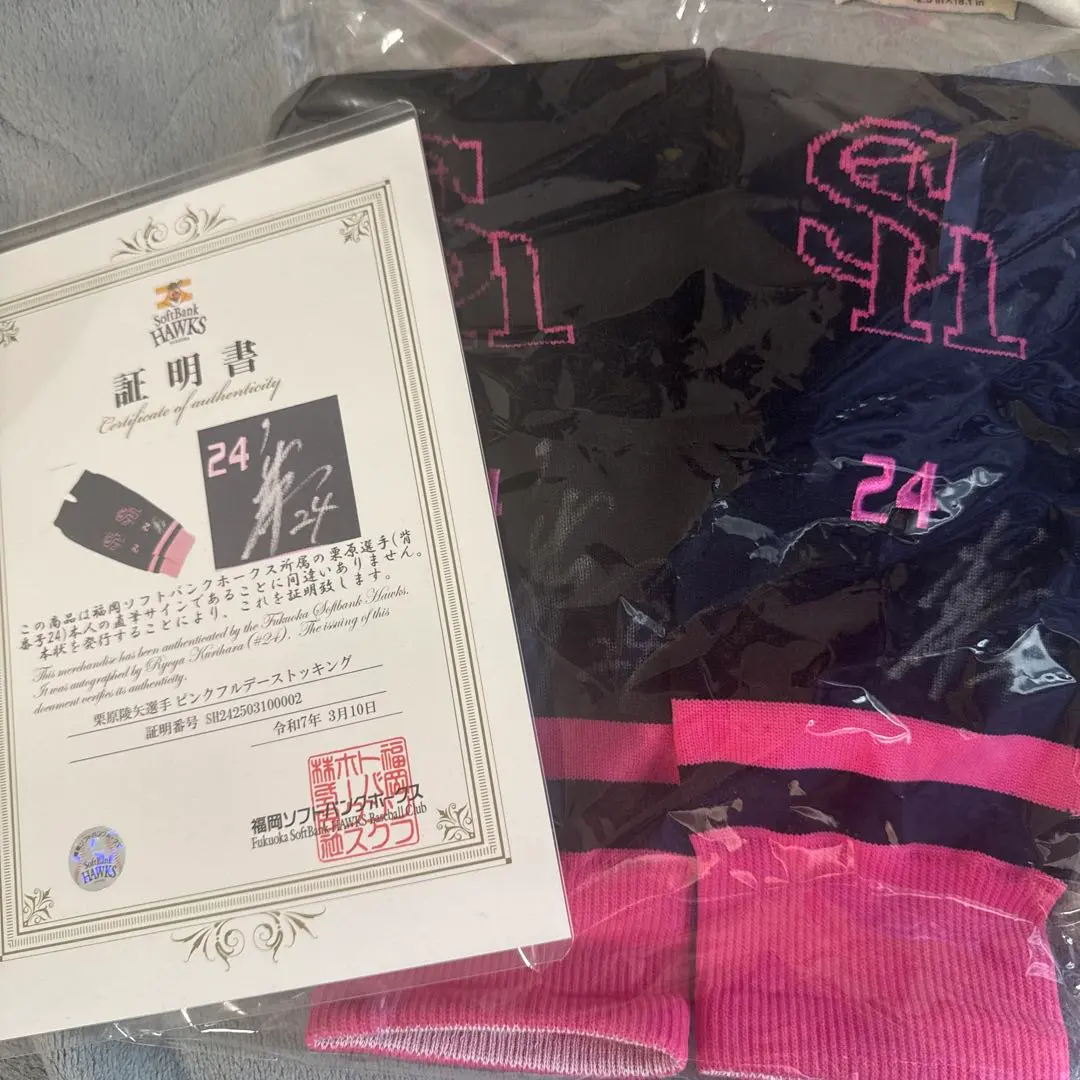 SoftBank
HAWKS
証明書
Certificate of authenticity
24
24
この商品は福岡ソフトバンクホークス所属の栗原選手(背
番号24)本人の直筆サインであることに間違いありません。
本状を発行することにより、これを証明致します。
This merchandise has been authenticated by the Fukuoka Softbank Hawks.
It was autographed by Ryoya Kurihara (#24). The issuing of this
document verifies its authenticity.
栗原陵矢選手 ピンクフルデーストッキング
証明番号 SH242503100002
令和7年 3月10日
福岡ソフトバンクホークス
Fukuoka SoftBank HAWKS Baseball Club
SoftBank
HAWKS
SH
24